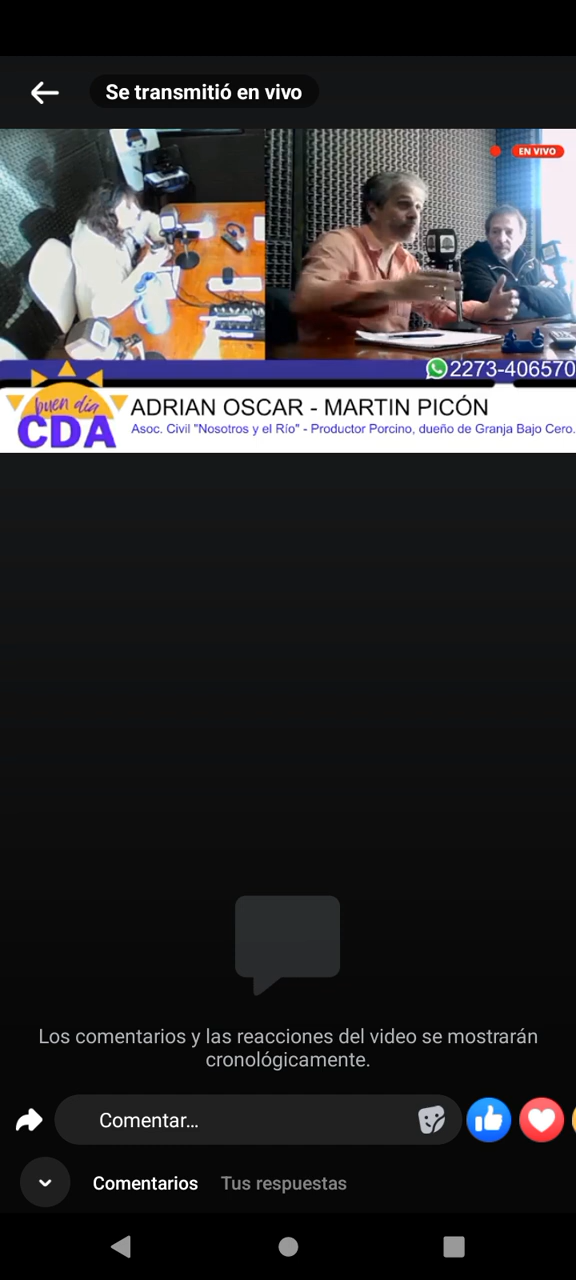 Se transmitió en vivo
EN VIVO
2273-406570
buen día
CDA
ADRIAN OSCAR - MARTIN PICÓN
Asoc. Civil "Nosotros y el Río" - Productor Porcino, dueño de Granja Bajo Cero.
Los comentarios y las reacciones del video se mostrarán
cronológicamente.
Comentar...
Comentarios
Tus respuestas